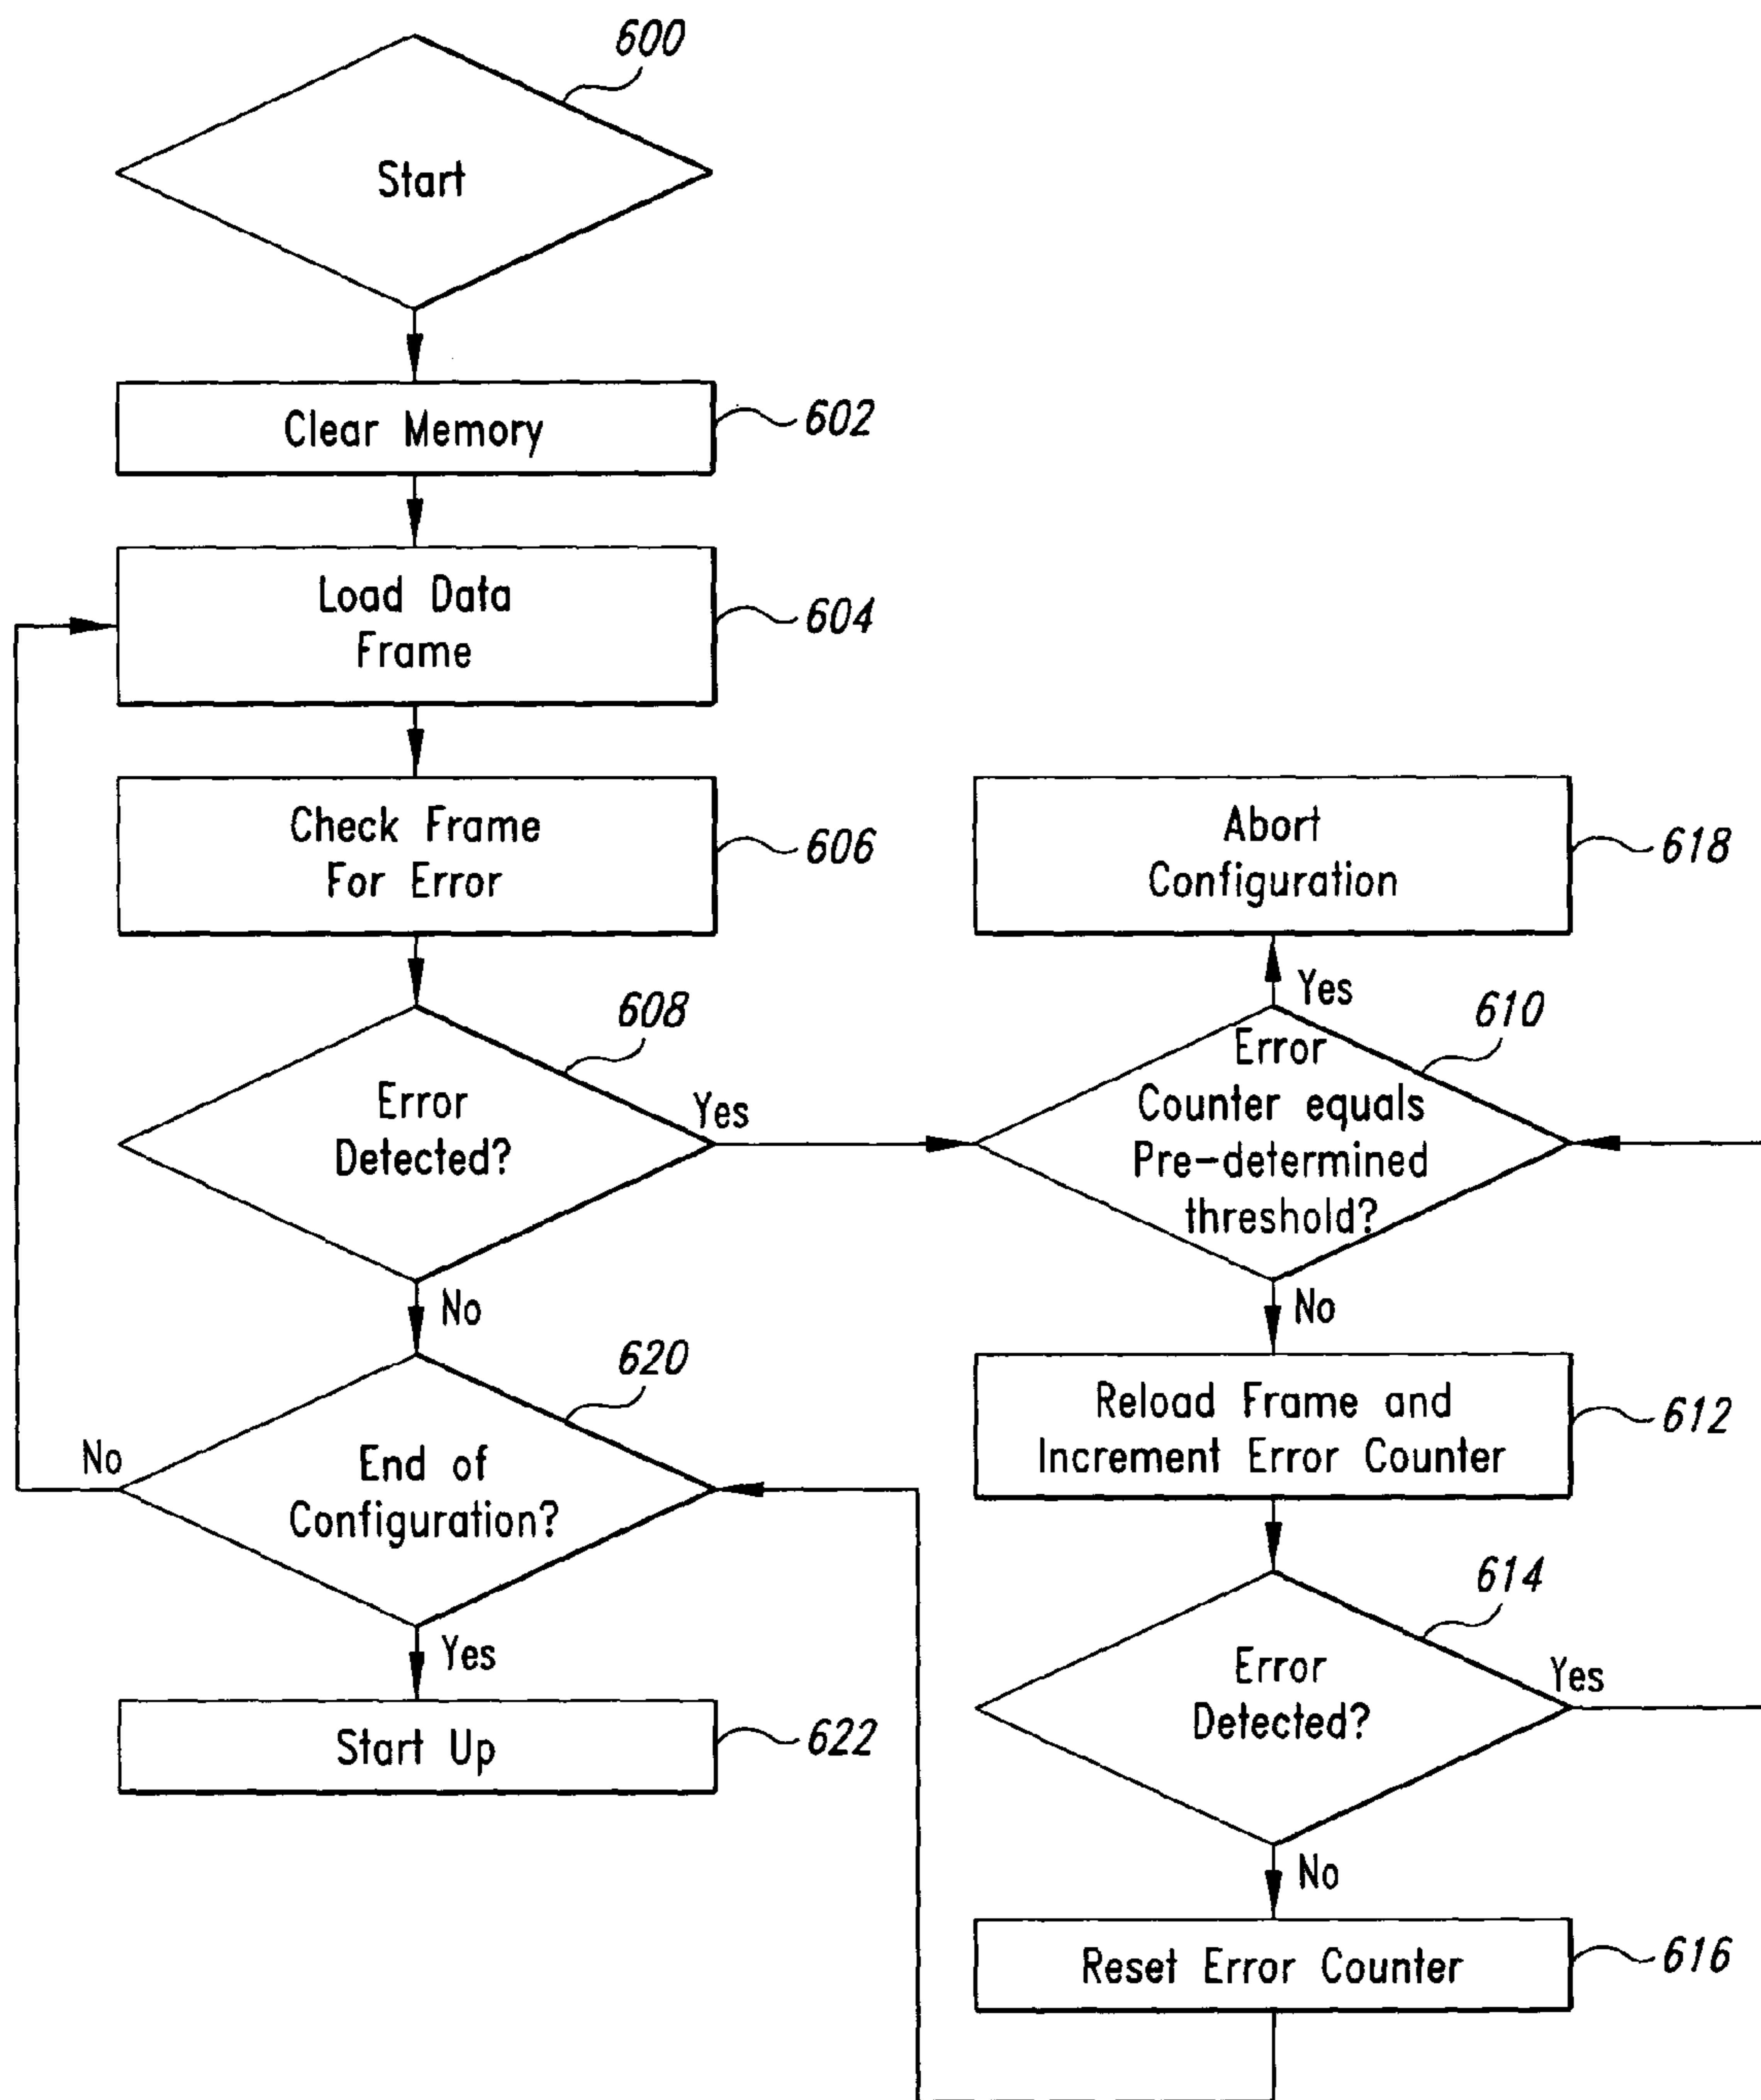 600
Start
Clear Memory
602
Load Data
Frame
604
Check Frame
For Error
606
Abort
Configuration
618
608
Error
Detected?
Yes
No
Yes
610
Error
Counter equals
Pre-determined
threshold?
No
620
End of
Configuration?
No
Yes
Reload Frame and
Increment Error Counter
612
614
Error
Detected?
Yes
No
Start Up
622
Reset Error Counter
616